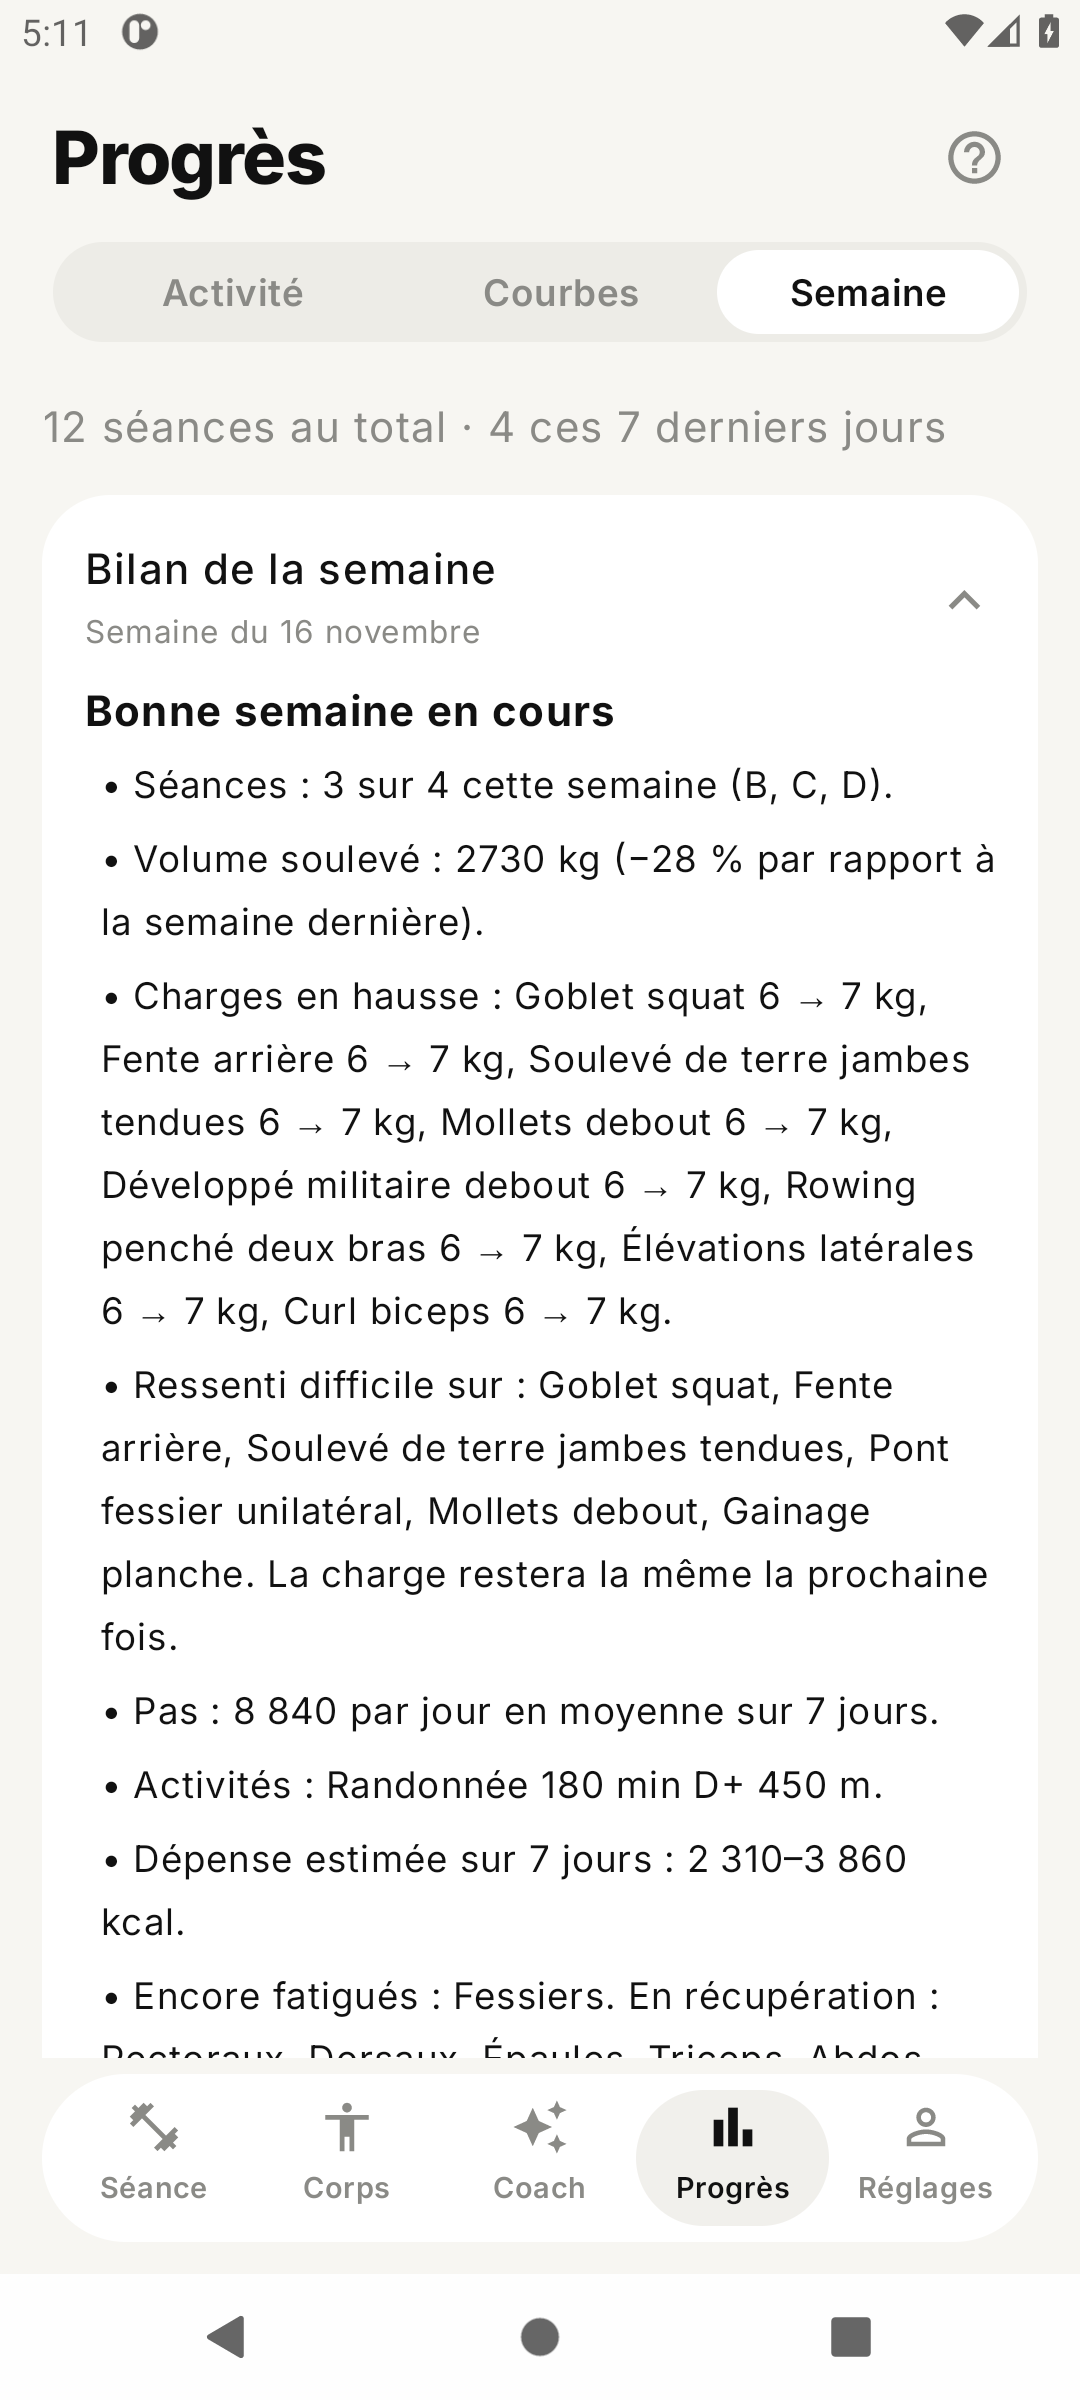 5:11
Progrès
Activité Courbes Semaine
12 séances au total · 4 ces 7 derniers jours
Bilan de la semaine
Semaine du 16 novembre
Bonne semaine en cours
• Séances : 3 sur 4 cette semaine (B, C, D).
• Volume soulevé : 2730 kg (−28 % par rapport à
la semaine dernière).
• Charges en hausse : Goblet squat 6 → 7 kg,
Fente arrière 6 → 7 kg, Soulevé de terre jambes
tendues 6 → 7 kg, Mollets debout 6 → 7 kg,
Développé militaire debout 6 → 7 kg, Rowing
penché deux bras 6 → 7 kg, Élévations latérales
6 → 7 kg, Curl biceps 6 → 7 kg.
• Ressenti difficile sur : Goblet squat, Fente
arrière, Soulevé de terre jambes tendues, Pont
fessier unilatéral, Mollets debout, Gainage
planche. La charge restera la même la prochaine
fois.
• Pas : 8 840 par jour en moyenne sur 7 jours.
• Activités : Randonnée 180 min D+ 450 m.
• Dépense estimée sur 7 jours : 2 310–3 860
kcal.
• Encore fatigués : Fessiers. En récupération :
Pectoraux, Dorsaux, Épaules, Triceps, Abdos,
Séance Corps Coach Progrès Réglages